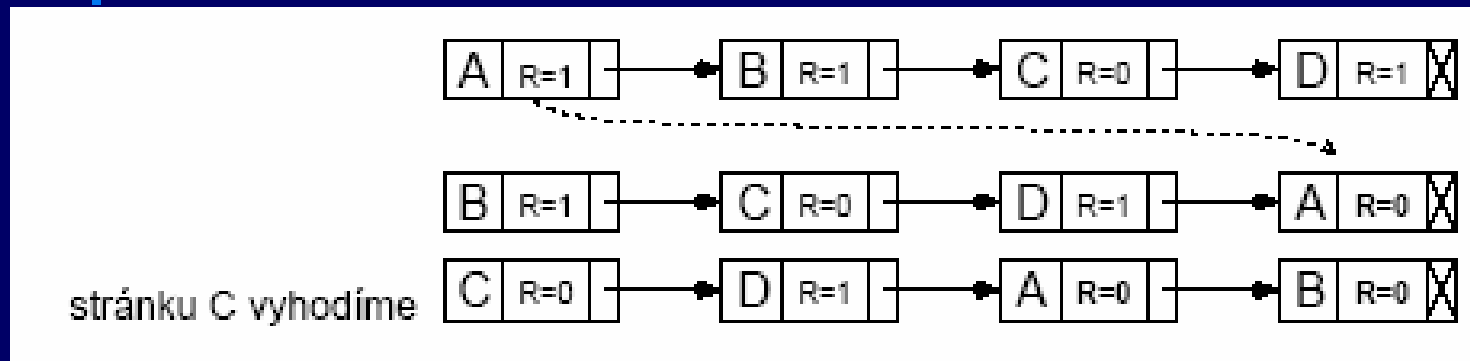 A R=1 B R=1 C R=0 D R=1
B R=1 C R=0 D R=1 A R=0
stránku C vyhodíme C R=0 D R=1 A R=0 B R=0